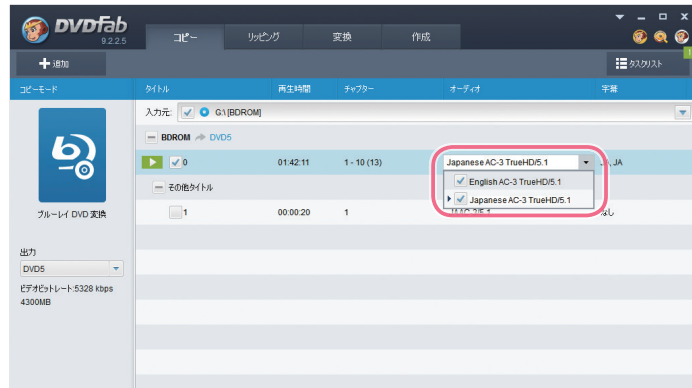 DVDFab
9.2.2.5
コピー リッピング 変換 作成
追加 タスクリスト
コピーモード タイトル 再生時間 チャプター オーディオ 字幕
入力元: G:\ [BDROM]
BDROM DVD5
0 01:42:11 1 - 10 (13) Japanese AC-3 TrueHD/5.1 JA
English AC-3 TrueHD/5.1
その他タイトル
Japanese AC-3 TrueHD/5.1
1 00:00:20 1 なし
ブルーレイ DVD 変換
出力
DVD5
ビデオビットレート:5328 kbps
4300MB